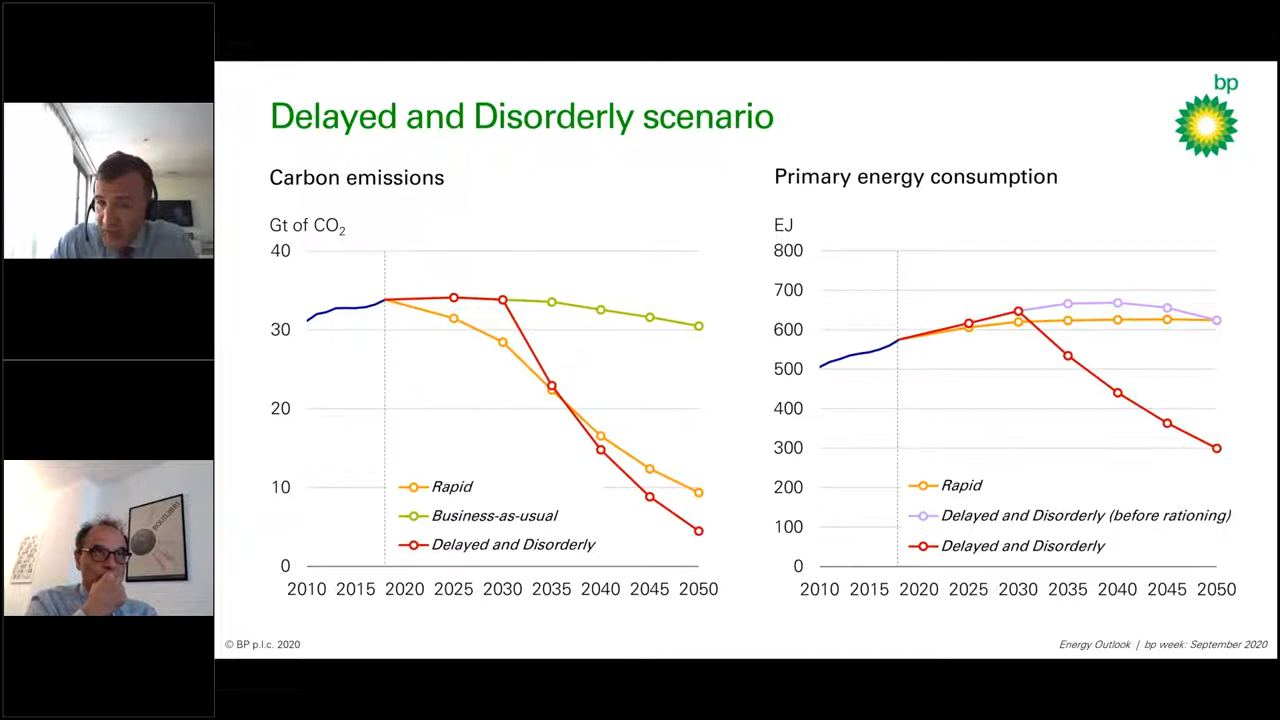 bp
Delayed and Disorderly scenario
Carbon emissions
Gt of CO₂
40
30
20
10
0
2010 2015 2020 2025 2030 2035 2040 2045 2050
Rapid
Business-as-usual
Delayed and Disorderly
Primary energy consumption
EJ
800
700
600
500
400
300
200
100
0
2010 2015 2020 2025 2030 2035 2040 2045 2050
Rapid
Delayed and Disorderly (before rationing)
Delayed and Disorderly
© BP p.l.c. 2020
Energy Outlook | bp week: September 2020